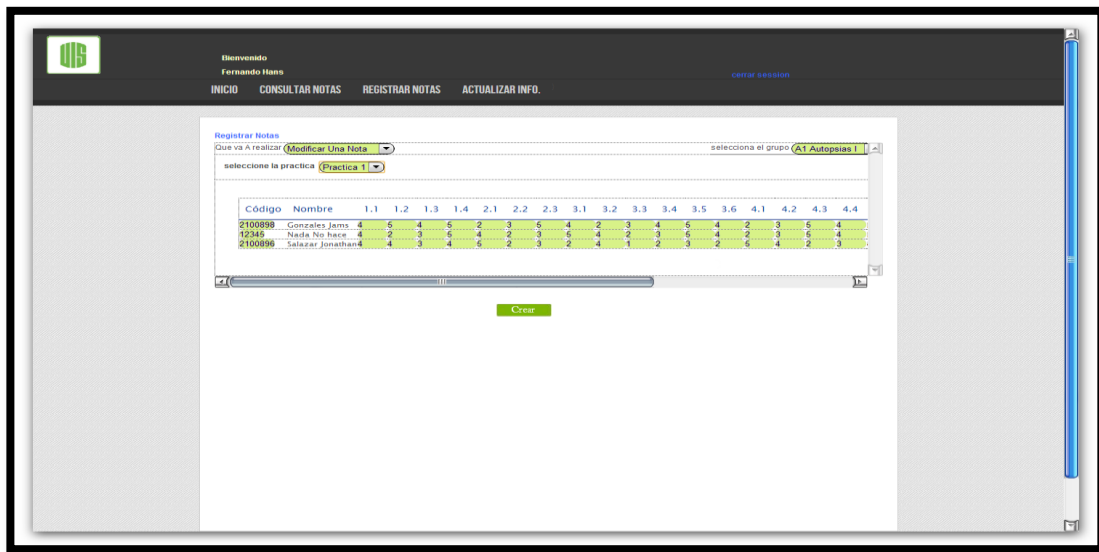 UIS
Bienvenido
Fernando Hans
cerrar session
INICIO CONSULTAR NOTAS REGISTRAR NOTAS ACTUALIZAR INFO.
Registrar Notas
Que va A realizar Modificar Una Nota selecciona el grupo A1 Autopsias I
seleccione la practica Practica 1
Código Nombre 1.1 1.2 1.3 1.4 2.1 2.2 2.3 3.1 3.2 3.3 3.4 3.5 3.6 4.1 4.2 4.3 4.4
2100898 Gonzales Jams 4 5 4 5 2 3 5 4 2 3 4 5 4 2 3 5 4
12345 Nada No hace 4 2 3 5 4 2 3 5 4 2 3 5 4 2 3 5 4
2100896 Salazar Jonathan 4 4 3 4 5 2 3 2 4 1 2 3 2 5 4 2 3
Crear